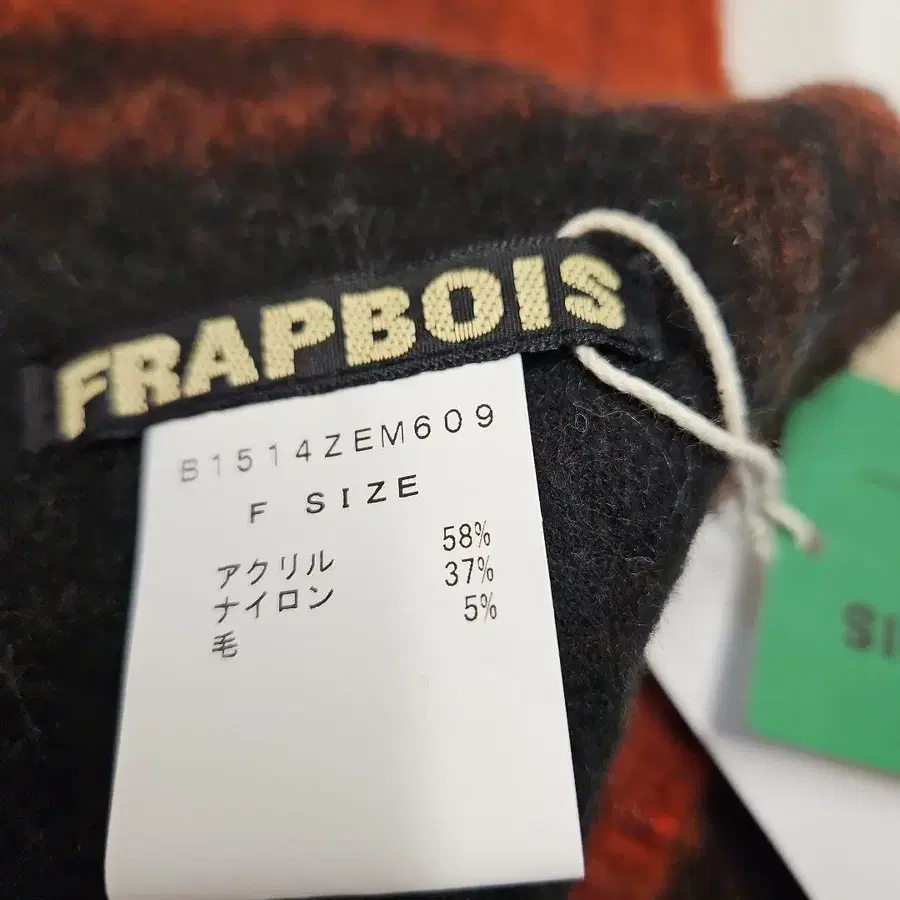 FRAPBOIS
B1514ZEM609
F SIZE
アクリル 58%
ナイロン 37%
毛 5%